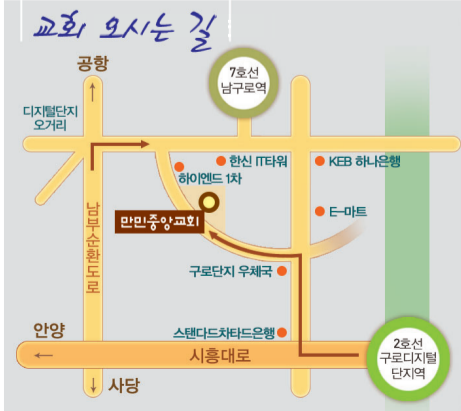 교회 오시는 길
공항
7호선
남구로역
디지털단지
오거리
한신 IT타워
KEB 하나은행
하이엔드 1차
E-마트
만민중앙교회
남부순환도로
구로단지 우체국
안양
스탠다드차타드은행
2호선
구로디지털
단지역
시흥대로
사당